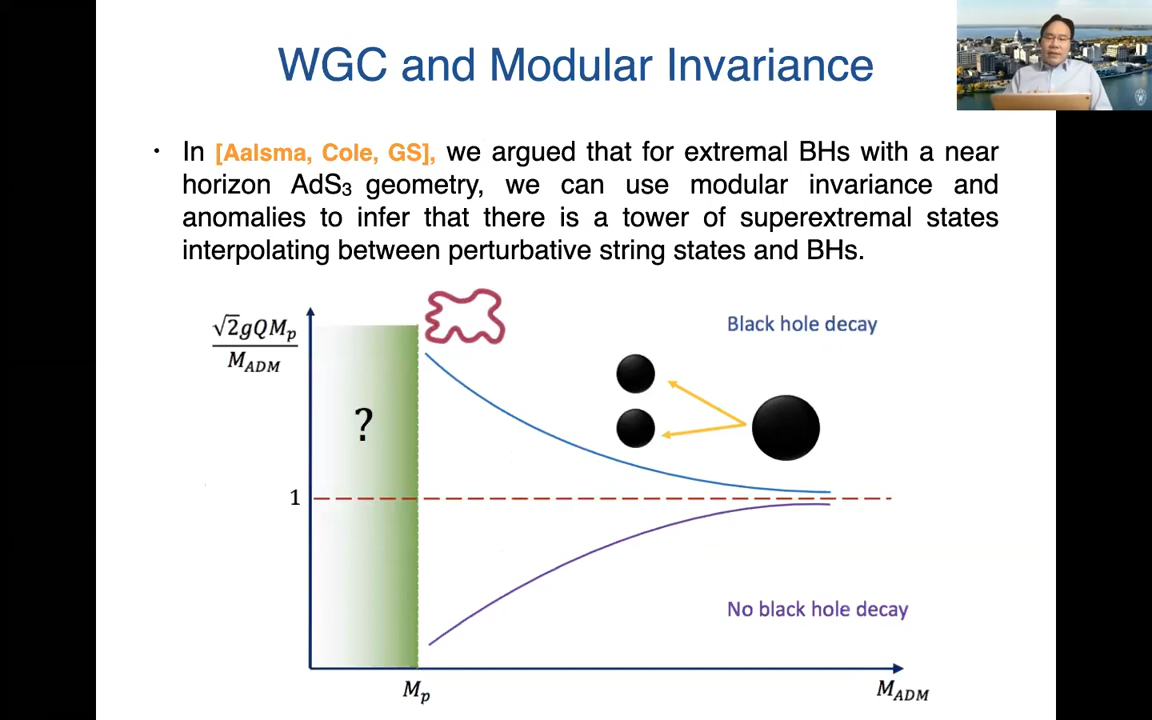 WGC and Modular Invariance
• In [Aalsma, Cole, GS], we argued that for extremal BHs with a near
horizon AdS₃ geometry, we can use modular invariance and
anomalies to infer that there is a tower of superextremal states
interpolating between perturbative string states and BHs.
√2gQM_p
M_ADM
Black hole decay
?
1
No black hole decay
M_p
M_ADM